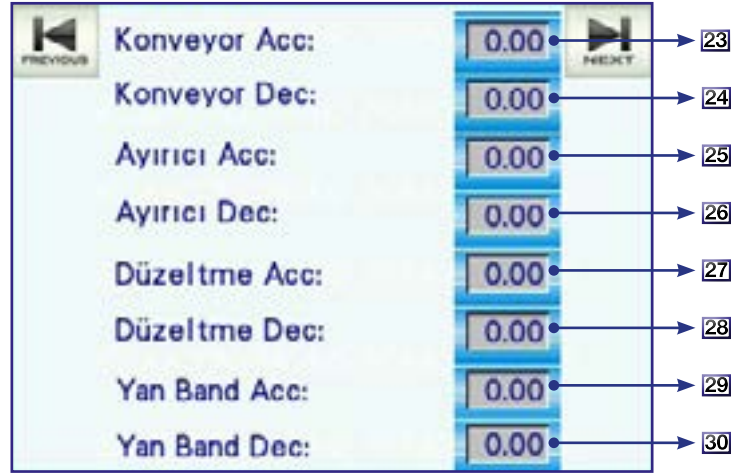 PREVIOUS
Konveyor Acc: 0.00 NEXT 23
Konveyor Dec: 0.00 24
Ayırıcı Acc: 0.00 25
Ayırıcı Dec: 0.00 26
Düzeltme Acc: 0.00 27
Düzeltme Dec: 0.00 28
Yan Band Acc: 0.00 29
Yan Band Dec: 0.00 30